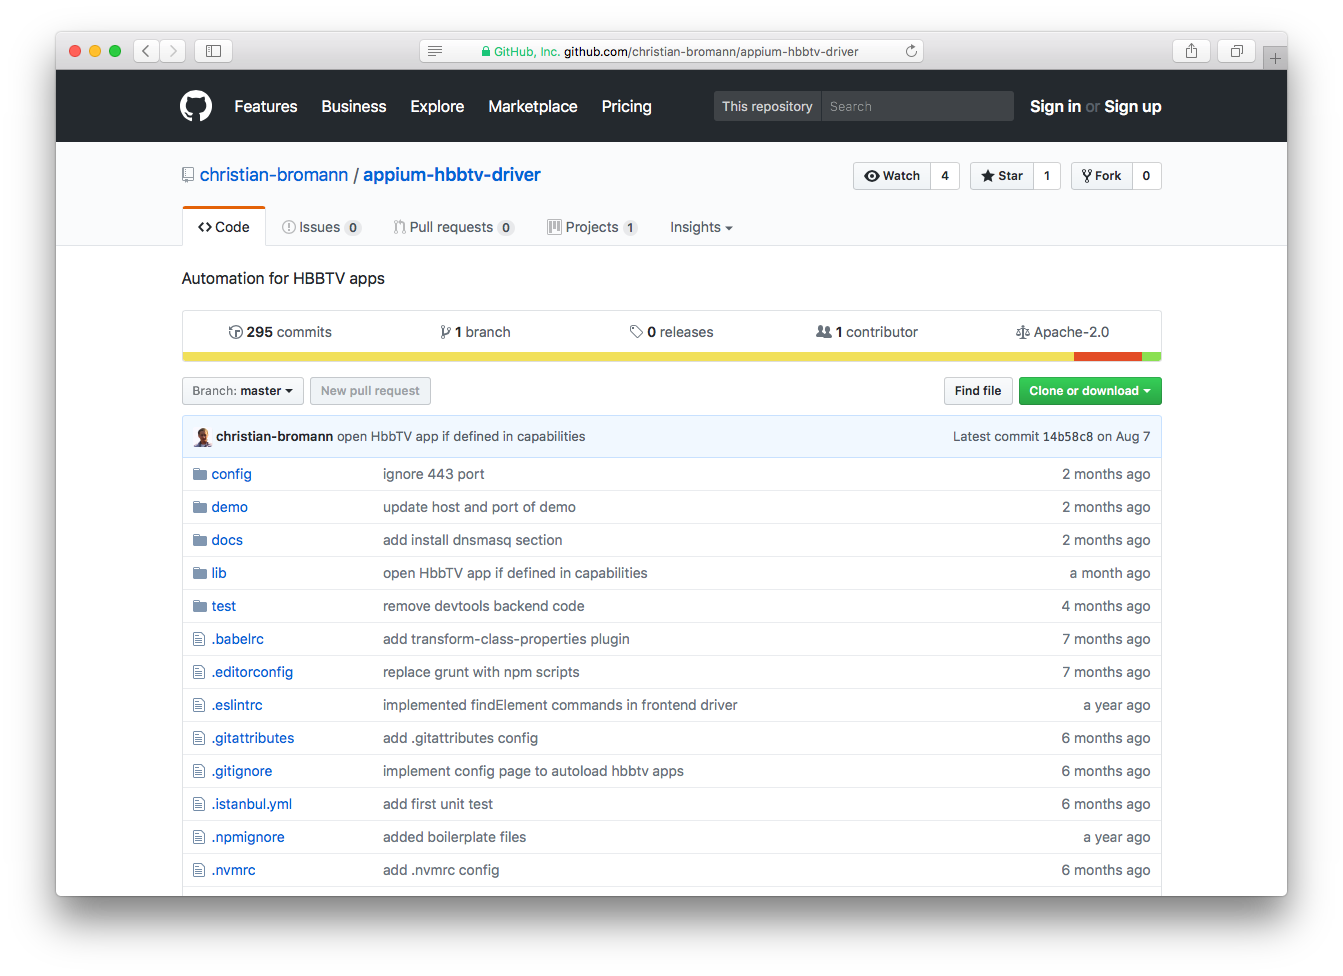 GitHub, Inc. github.com/christian-bromann/appium-hbbtv-driver
Features Business Explore Marketplace Pricing This repository Search Sign in or Sign up
christian-bromann / appium-hbbtv-driver Watch 4 Star 1 Fork 0
Code Issues 0 Pull requests 0 Projects 1 Insights
Automation for HBBTV apps
295 commits 1 branch 0 releases 1 contributor Apache-2.0
Branch: master New pull request Find file Clone or download
christian-bromann open HbbTV app if defined in capabilities Latest commit 14b58c8 on Aug 7
config ignore 443 port 2 months ago
demo update host and port of demo 2 months ago
docs add install dnsmasq section 2 months ago
lib open HbbTV app if defined in capabilities a month ago
test remove devtools backend code 4 months ago
.babelrc add transform-class-properties plugin 7 months ago
.editorconfig replace grunt with npm scripts 7 months ago
.eslintrc implemented findElement commands in frontend driver a year ago
.gitattributes add .gitattributes config 6 months ago
.gitignore implement config page to autoload hbbtv apps 6 months ago
.istanbul.yml add first unit test 6 months ago
.npmignore added boilerplate files a year ago
.nvmrc add .nvmrc config 6 months ago